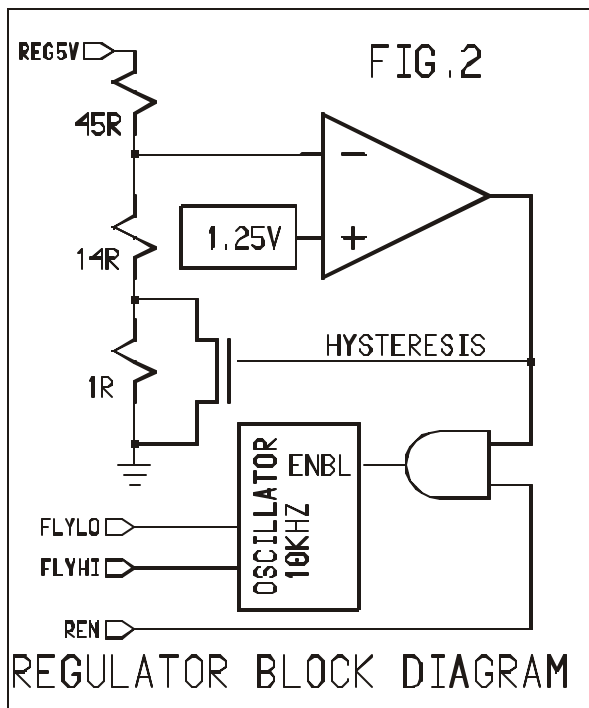 REG5V
FIG.2
45R
−
1.25V
+
14R
HYSTERESIS
1R
OSCILLATOR
10KHZ
ENBL
FLYLO
FLYHI
REN
REGULATOR BLOCK DIAGRAM